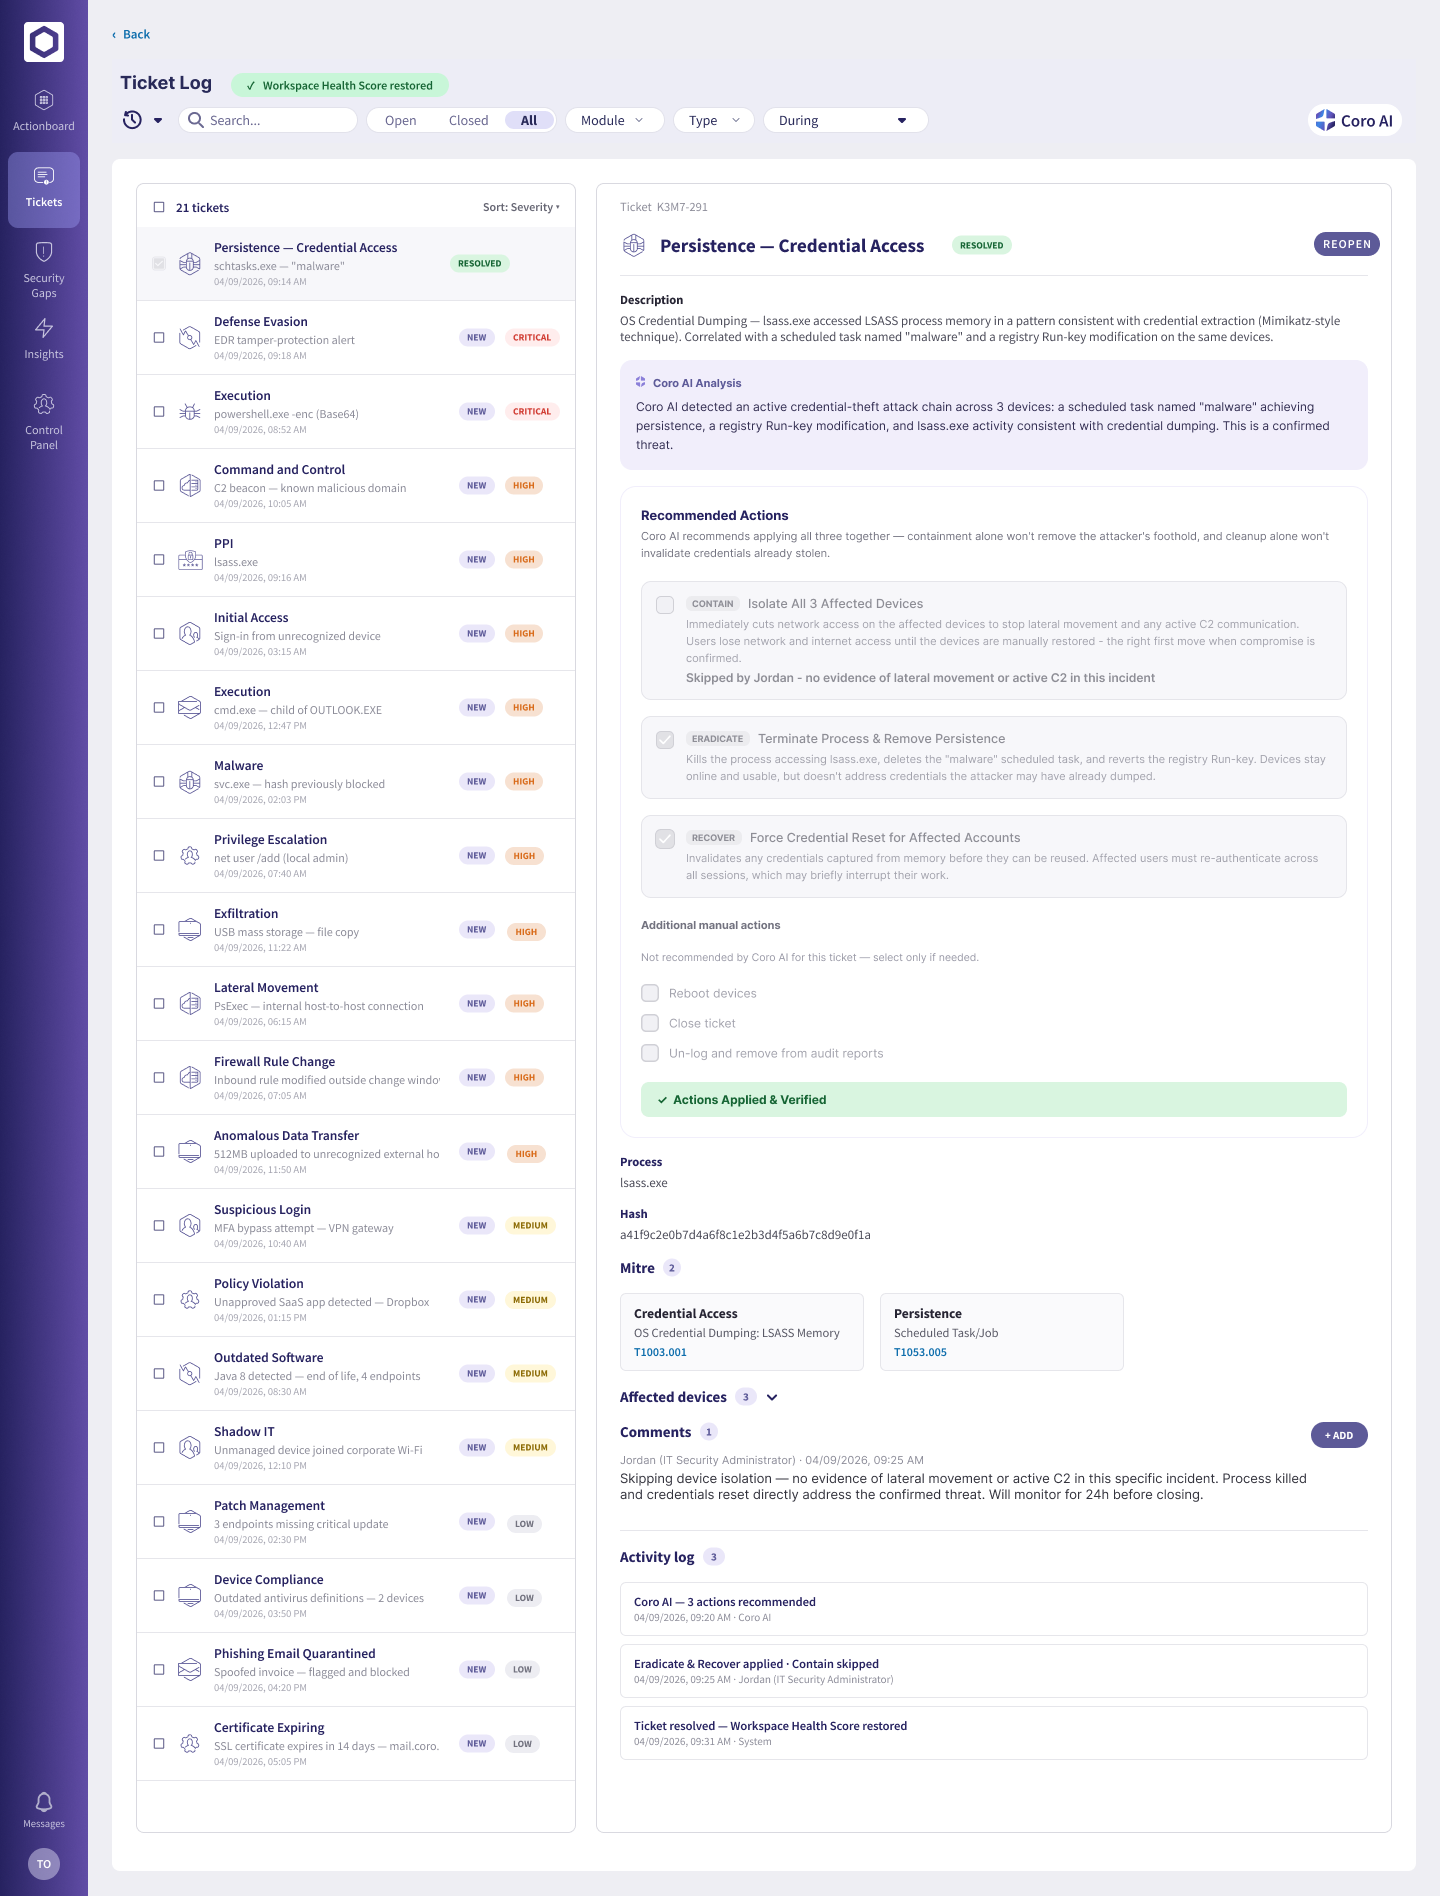 ‹ Back
Ticket Log
✓ Workspace Health Score restored
Search...
Open Closed All
Module
Type
During
Coro AI
Actionboard
Tickets
Security
Gaps
Insights
Control
Panel
Messages
TO
21 tickets
Sort: Severity
Persistence — Credential Access
schtasks.exe — "malware"
04/09/2026, 09:14 AM
RESOLVED
Defense Evasion
EDR tamper-protection alert
04/09/2026, 09:18 AM
NEW CRITICAL
Execution
powershell.exe -enc (Base64)
04/09/2026, 08:52 AM
NEW CRITICAL
Command and Control
C2 beacon — known malicious domain
04/09/2026, 10:05 AM
NEW HIGH
PPI
lsass.exe
04/09/2026, 09:16 AM
NEW HIGH
Initial Access
Sign-in from unrecognized device
04/09/2026, 03:15 AM
NEW HIGH
Execution
cmd.exe — child of OUTLOOK.EXE
04/09/2026, 12:47 PM
NEW HIGH
Malware
svc.exe — hash previously blocked
04/09/2026, 02:03 PM
NEW HIGH
Privilege Escalation
net user /add (local admin)
04/09/2026, 07:40 AM
NEW HIGH
Exfiltration
USB mass storage — file copy
04/09/2026, 11:22 AM
NEW HIGH
Lateral Movement
PsExec — internal host-to-host connection
04/09/2026, 06:15 AM
NEW HIGH
Firewall Rule Change
Inbound rule modified outside change windo
04/09/2026, 07:05 AM
NEW HIGH
Anomalous Data Transfer
512MB uploaded to unrecognized external ho
04/09/2026, 11:50 AM
NEW HIGH
Suspicious Login
MFA bypass attempt — VPN gateway
04/09/2026, 10:40 AM
NEW MEDIUM
Policy Violation
Unapproved SaaS app detected — Dropbox
04/09/2026, 01:15 PM
NEW MEDIUM
Outdated Software
Java 8 detected — end of life, 4 endpoints
04/09/2026, 08:30 AM
NEW MEDIUM
Shadow IT
Unmanaged device joined corporate Wi-Fi
04/09/2026, 12:10 PM
NEW MEDIUM
Patch Management
3 endpoints missing critical update
04/09/2026, 02:30 PM
NEW LOW
Device Compliance
Outdated antivirus definitions — 2 devices
04/09/2026, 03:50 PM
NEW LOW
Phishing Email Quarantined
Spoofed invoice — flagged and blocked
04/09/2026, 04:20 PM
NEW LOW
Certificate Expiring
SSL certificate expires in 14 days — mail.coro.
04/09/2026, 05:05 PM
NEW LOW
Ticket K3M7-291
Persistence — Credential Access
RESOLVED
REOPEN
Description
OS Credential Dumping — lsass.exe accessed LSASS process memory in a pattern consistent with credential extraction (Mimikatz-style
technique). Correlated with a scheduled task named "malware" and a registry Run-key modification on the same devices.
Coro AI Analysis
Coro AI detected an active credential-theft attack chain across 3 devices: a scheduled task named "malware" achieving
persistence, a registry Run-key modification, and lsass.exe activity consistent with credential dumping. This is a confirmed
threat.
Recommended Actions
Coro AI recommends applying all three together — containment alone won't remove the attacker's foothold, and cleanup alone won't
invalidate credentials already stolen.
CONTAIN Isolate All 3 Affected Devices
Immediately cuts network access on the affected devices to stop lateral movement and any active C2 communication.
Users lose network and internet access until the devices are manually restored - the right first move when compromise is
confirmed.
Skipped by Jordan - no evidence of lateral movement or active C2 in this incident
ERADICATE Terminate Process & Remove Persistence
Kills the process accessing lsass.exe, deletes the "malware" scheduled task, and reverts the registry Run-key. Devices stay
online and usable, but doesn't address credentials the attacker may have already dumped.
RECOVER Force Credential Reset for Affected Accounts
Invalidates any credentials captured from memory before they can be reused. Affected users must re-authenticate across
all sessions, which may briefly interrupt their work.
Additional manual actions
Not recommended by Coro AI for this ticket — select only if needed.
Reboot devices
Close ticket
Un-log and remove from audit reports
✓ Actions Applied & Verified
Process
lsass.exe
Hash
a41f9c2e0b7d4a6f8c1e2b3d4f5a6b7c8d9e0f1a
Mitre 2
Credential Access
OS Credential Dumping: LSASS Memory
T1003.001
Persistence
Scheduled Task/Job
T1053.005
Affected devices 3
Comments 1
+ ADD
Jordan (IT Security Administrator) · 04/09/2026, 09:25 AM
Skipping device isolation — no evidence of lateral movement or active C2 in this specific incident. Process killed
and credentials reset directly address the confirmed threat. Will monitor for 24h before closing.
Activity log 3
Coro AI — 3 actions recommended
04/09/2026, 09:20 AM · Coro AI
Eradicate & Recover applied · Contain skipped
04/09/2026, 09:25 AM · Jordan (IT Security Administrator)
Ticket resolved — Workspace Health Score restored
04/09/2026, 09:31 AM · System